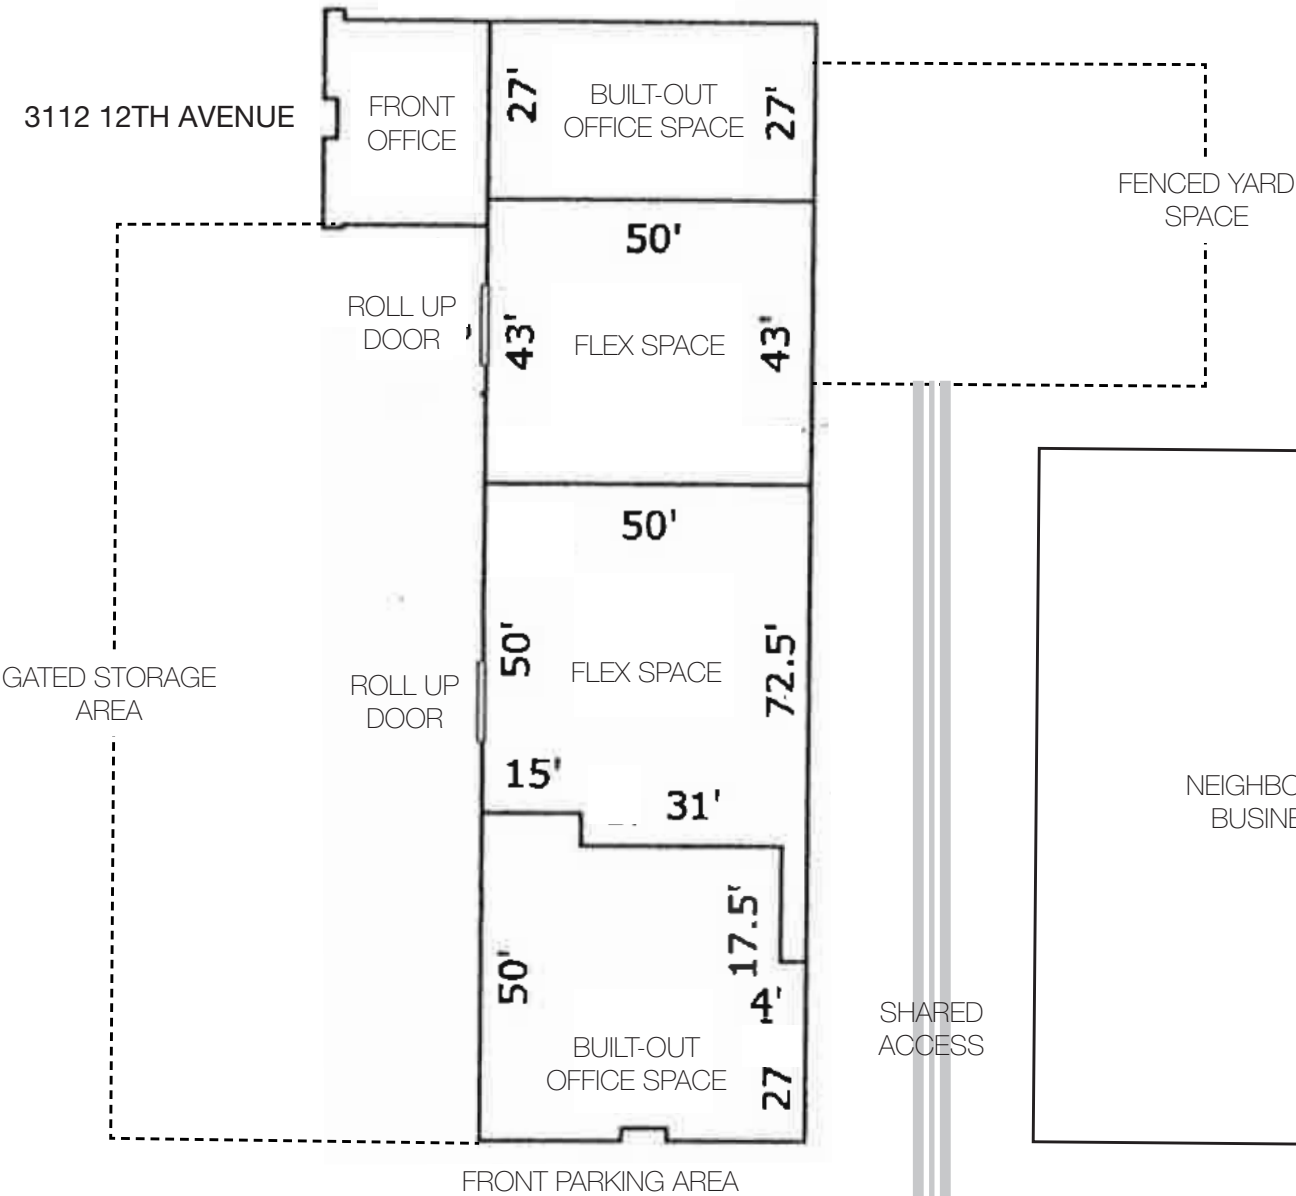 3112 12TH AVENUE
FRONT
OFFICE
27'
BUILT-OUT
OFFICE SPACE
27'
FENCED YARD
SPACE
50'
ROLL UP
DOOR
43'
FLEX SPACE
43'
50'
50'
FLEX SPACE
72.5'
GATED STORAGE
AREA
ROLL UP
DOOR
15'
31'
17.5'
50'
4'
BUILT-OUT
OFFICE SPACE
27
SHARED
ACCESS
NEIGHBO
BUSINE
FRONT PARKING AREA